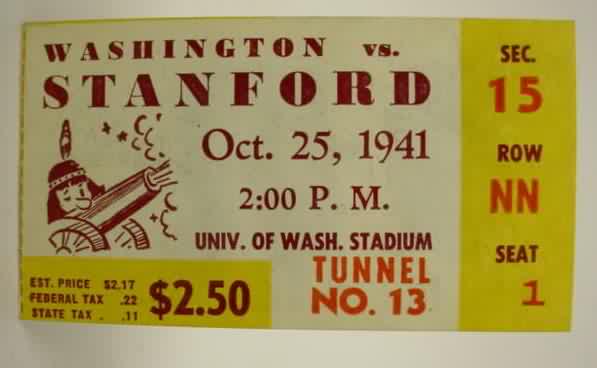 WASHINGTON vs.
STANFORD
Oct. 25, 1941
2:00 P. M.
UNIV. OF WASH. STADIUM
TUNNEL
NO. 13
EST. PRICE $2.17
FEDERAL TAX .22
STATE TAX . .11
$2.50
SEC.
15
ROW
NN
SEAT
1